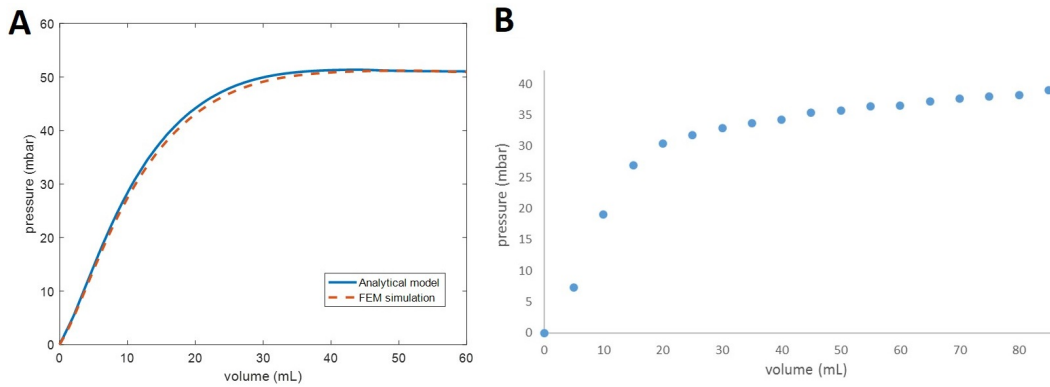 A
60
50
40
30
20
10
0
pressure (mbar)
0 10 20 30 40 50 60
volume (mL)
Analytical model
FEM simulation
B
40
35
30
25
20
15
10
5
0
pressure (mbar)
0 10 20 30 40 50 60 70 80
volume (mL)